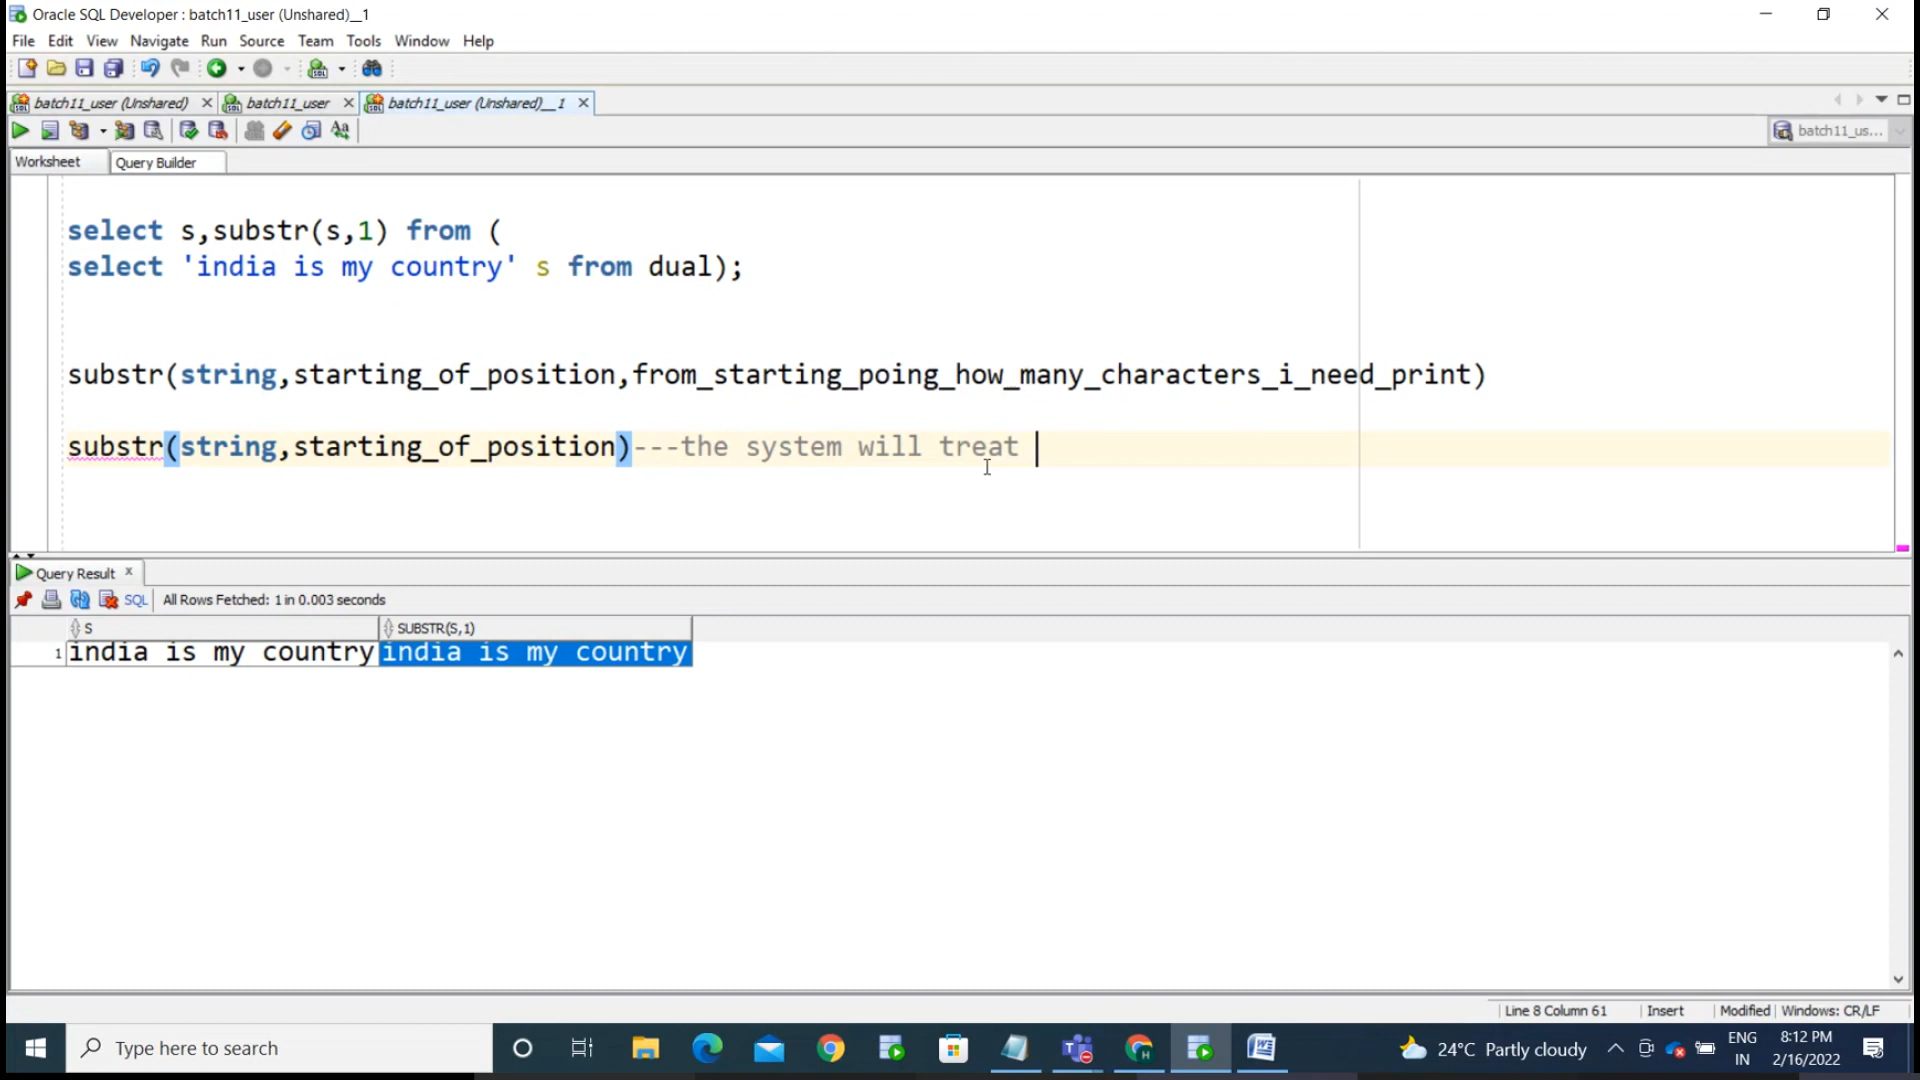 Oracle SQL Developer : batch11_user (Unshared)__1
File Edit View Navigate Run Source Team Tools Window Help
batch11_user (Unshared) batch11_user batch11_user (Unshared)__1
batch11_us...
Worksheet Query Builder
select s,substr(s,1) from (
select 'india is my country' s from dual);
substr(string,starting_of_position,from_starting_poing_how_many_characters_i_need_print)
substr(string,starting_of_position)---the system will treat
Query Result
SQL All Rows Fetched: 1 in 0.003 seconds
S SUBSTR(S,1)
1 india is my country india is my country
Line 8 Column 61 Insert Modified Windows: CR/LF
Type here to search 24°C Partly cloudy ENG 8:12 PM
IN 2/16/2022